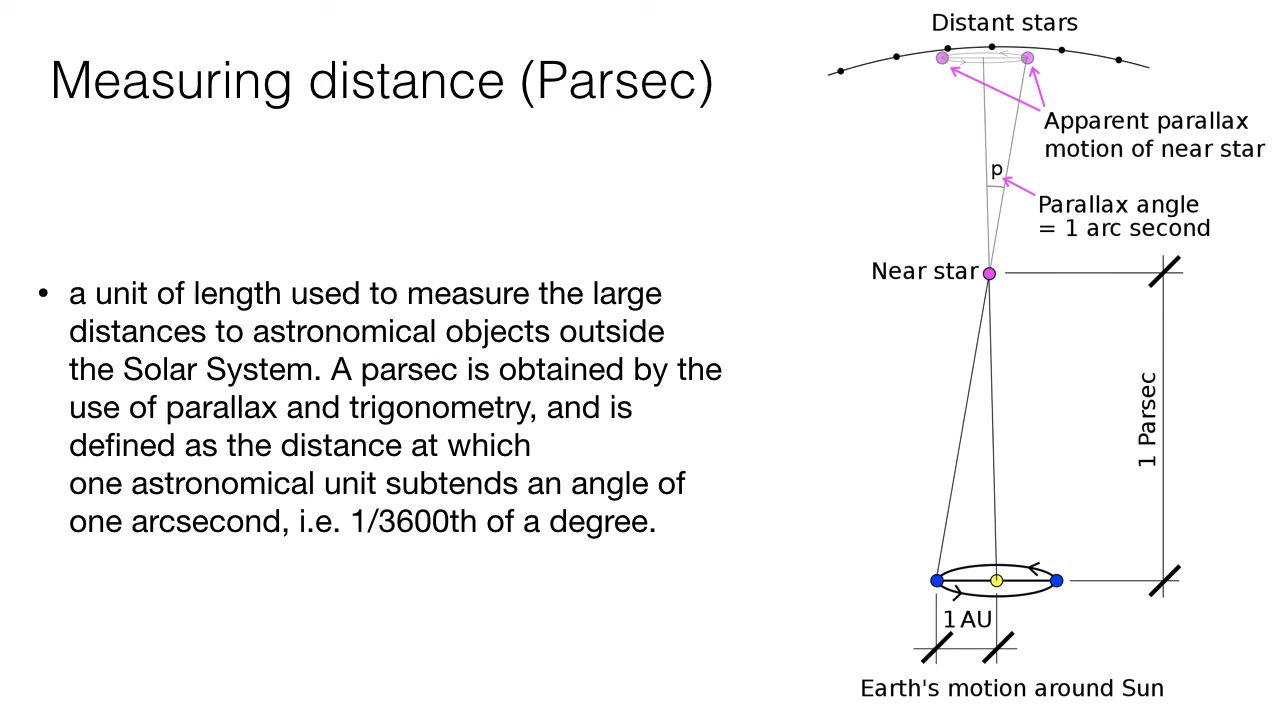 Measuring distance (Parsec)
• a unit of length used to measure the large
distances to astronomical objects outside
the Solar System. A parsec is obtained by the
use of parallax and trigonometry, and is
defined as the distance at which
one astronomical unit subtends an angle of
one arcsecond, i.e. 1/3600th of a degree.
Distant stars
Apparent parallax
motion of near star
p
Parallax angle
= 1 arc second
Near star
1 Parsec
1 AU
Earth's motion around Sun